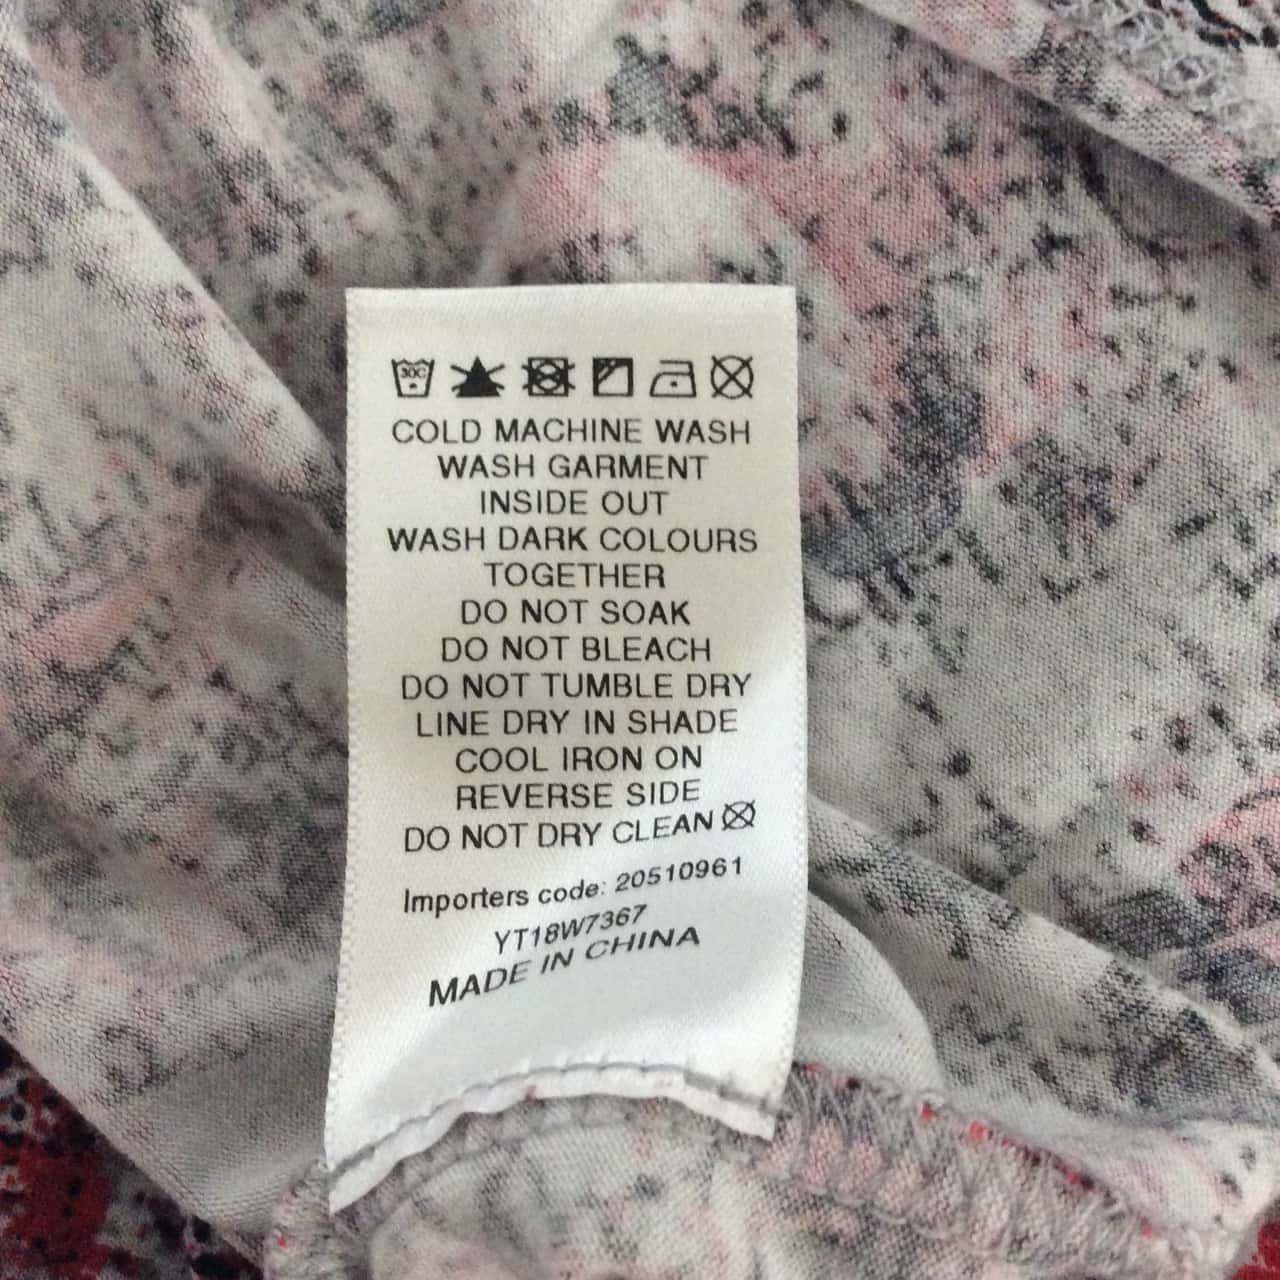 30C
COLD MACHINE WASH
WASH GARMENT
INSIDE OUT
WASH DARK COLOURS
TOGETHER
DO NOT SOAK
DO NOT BLEACH
DO NOT TUMBLE DRY
LINE DRY IN SHADE
COOL IRON ON
REVERSE SIDE
DO NOT DRY CLEAN
Importers code: 20510961
YT18W7367
MADE IN CHINA